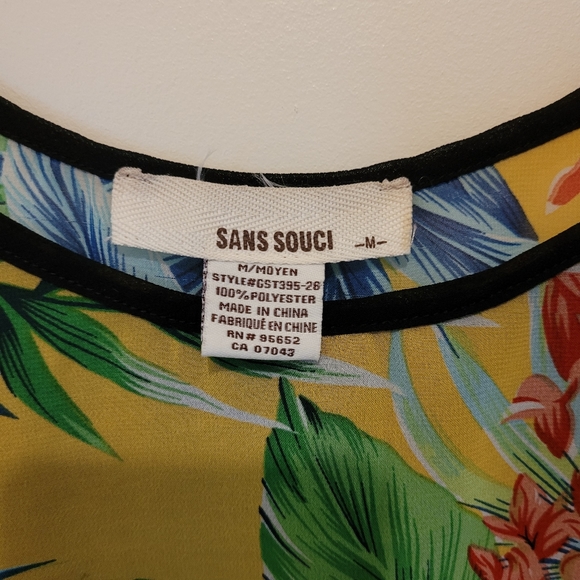 SANS SOUCI -M-
M/MOYEN
STYLE#GST395-26
100%POLYESTER
MADE IN CHINA
FABRIQUÉ EN CHINE
RN# 95652
CA 07043